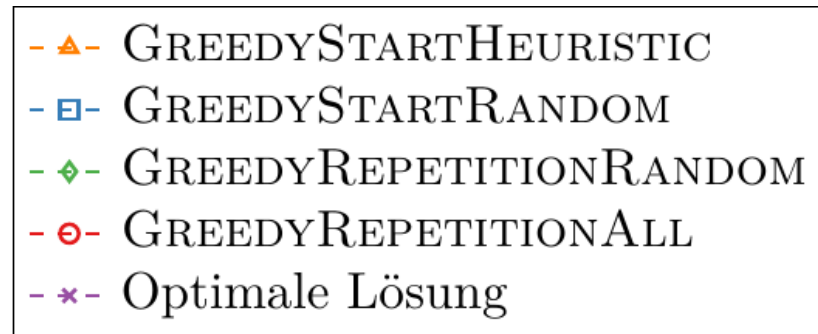 GREEDYSTARTHEURISTIC
GREEDYSTARTRANDOM
GREEDYREPETITIONRANDOM
GREEDYREPETITIONALL
Optimale Lösung